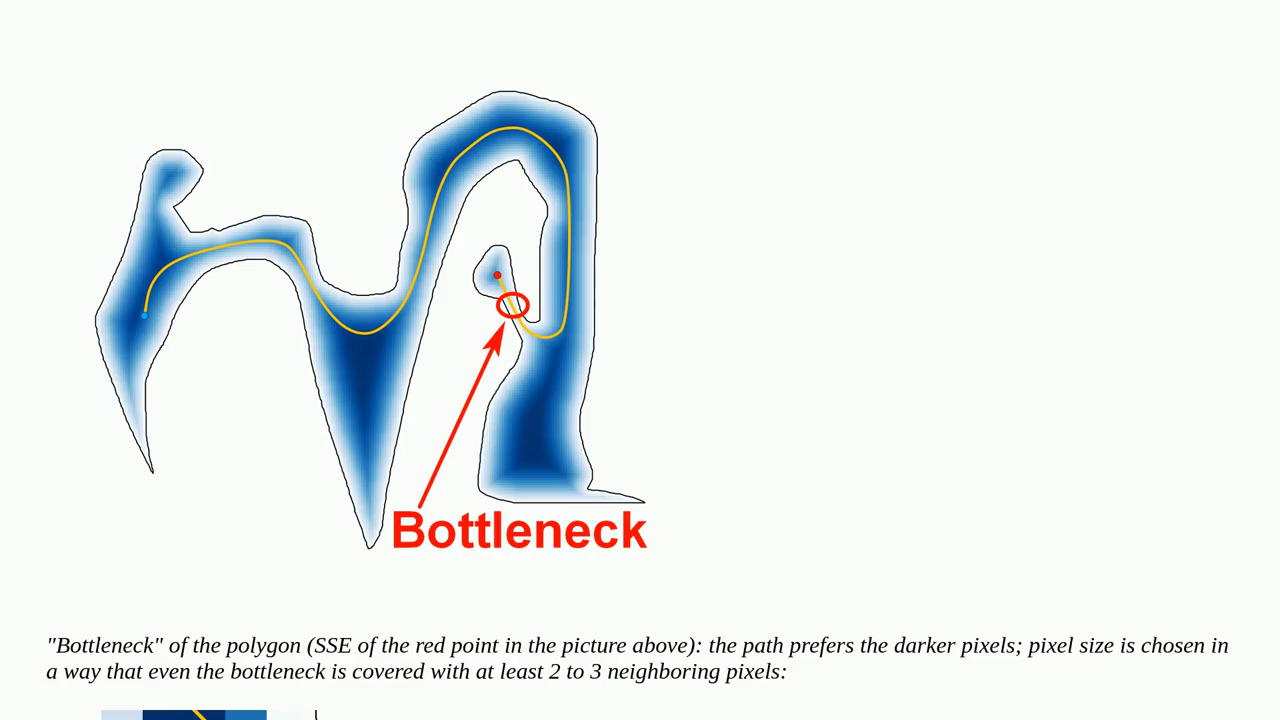 Bottleneck
"Bottleneck" of the polygon (SSE of the red point in the picture above): the path prefers the darker pixels; pixel size is chosen in
a way that even the bottleneck is covered with at least 2 to 3 neighboring pixels: